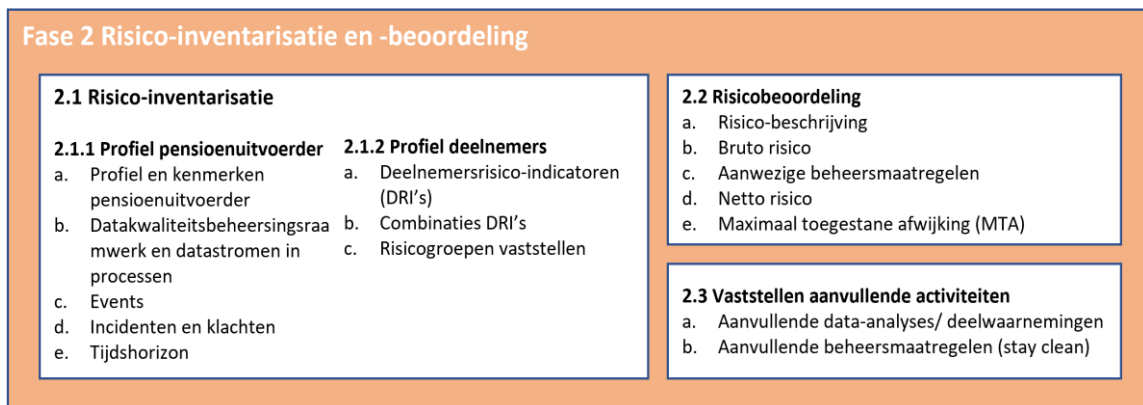 Fase 2 Risico-inventarisatie en -beoordeling
2.1 Risico-inventarisatie
2.1.1 Profiel pensioenuitvoerder
a. Profiel en kenmerken
pensioenuitvoerder
b. Datakwaliteitsbeheersingsraa
mwerk en datastromen in
processen
c. Events
d. Incidenten en klachten
e. Tijdshorizon
2.1.2 Profiel deelnemers
a. Deelnemersrisico-indicatoren
(DRI's)
b. Combinaties DRI's
c. Risicogroepen vaststellen
2.2 Risicobeoordeling
a. Risico-beschrijving
b. Bruto risico
c. Aanwezige beheersmaatregelen
d. Netto risico
e. Maximaal toegestane afwijking (MTA)
2.3 Vaststellen aanvullende activiteiten
a. Aanvullende data-analyses/ deelwaarnemingen
b. Aanvullende beheersmaatregelen (stay clean)